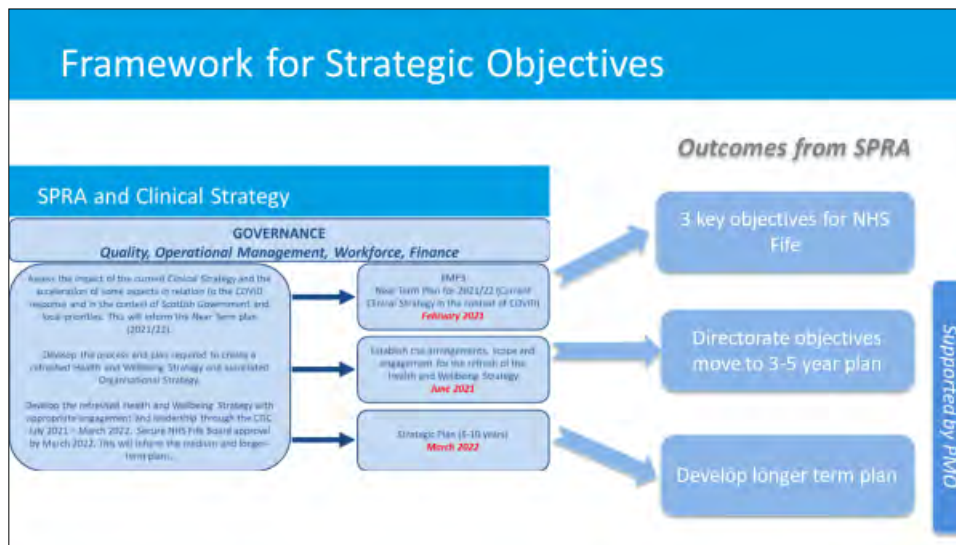 Framework for Strategic Objectives
Outcomes from SPRA
SPRA and Clinical Strategy
GOVERNANCE
Quality, Operational Management, Workforce, Finance
Assess the impact of the current Clinical Strategy and the
acceleration of some aspects in relation to the COVID
response and in the context of Scottish Government and
local priorities. This will inform the Near Term plan
(2021/22).
Develop the process and plan required to create a
refreshed Health and Wellbeing Strategy and associated
Organisational Strategy.
Develop the refreshed Health and Wellbeing Strategy with
appropriate engagement and leadership through the CGC
July 2021 – March 2022. Secure NHS Fife Board approval
by March 2022. This will inform the medium and longer-
term plans.
Near Term Plan for 2021/22 (Current
Clinical Strategy in the context of COVID)
February 2021
Establish the arrangements, scope and
engagement for the refresh of the
Health and Wellbeing Strategy
June 2021
Strategic Plan
March 2022
3 key objectives for NHS
Fife
Directorate objectives
move to 3-5 year plan
Develop longer term plan
Supported by PMO